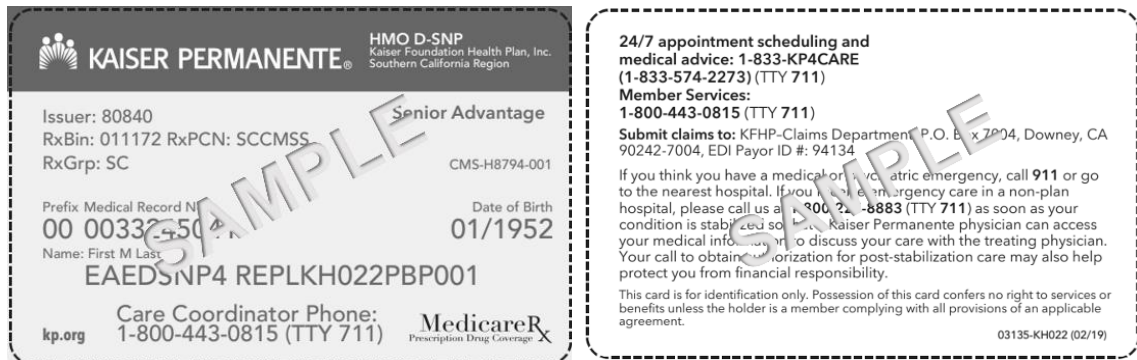 KAISER PERMANENTE®
HMO D-SNP
Kaiser Foundation Health Plan, Inc.
Southern California Region
Issuer: 80840
Senior Advantage
RxBin: 011172 RxPCN: SCCMSS
RxGrp: SC
CMS-H8794-001
Prefix Medical Record
Date of Birth
00
01/1952
Name: First M Last
EAEDSNP4 REPLKH022PBP001
Care Coordinator Phone:
kp.org
1-800-443-0815 (TTY 711)
MedicareRx
Prescription Drug Coverage
SAMPLE
24/7 appointment scheduling and
medical advice: 1-833-KP4CARE
(1-833-574-2273) (TTY 711)
Member Services:
1-800-443-0815 (TTY 711)
Submit claims to: KFHP–Claims Department, P.O. Downey, CA
90242-7004, EDI Payor ID #: 94134
If you think you have a medical or emergency, call 911 or go
to the nearest hospital. If you emergency care in a non-plan
hospital, please call us (TTY 711) as soon as your
condition is Kaiser Permanente physician can access
your medical to discuss your care with the treating physician.
Your call to obtain for post-stabilization care may also help
protect you from financial responsibility.
This card is for identification only. Possession of this card confers no right to services or
benefits unless the holder is a member complying with all provisions of an applicable
agreement.
03135-KH022 (02/19)
SAMPLE